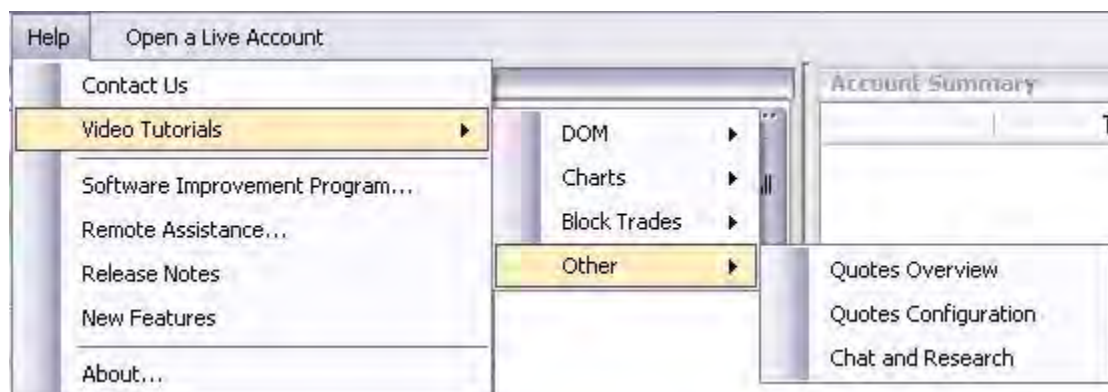 Help Open a Live Account
Contact Us
Video Tutorials
Software Improvement Program...
Remote Assistance...
Release Notes
New Features
About...
DOM
Charts
Block Trades
Other
Quotes Overview
Quotes Configuration
Chat and Research
Account Summary